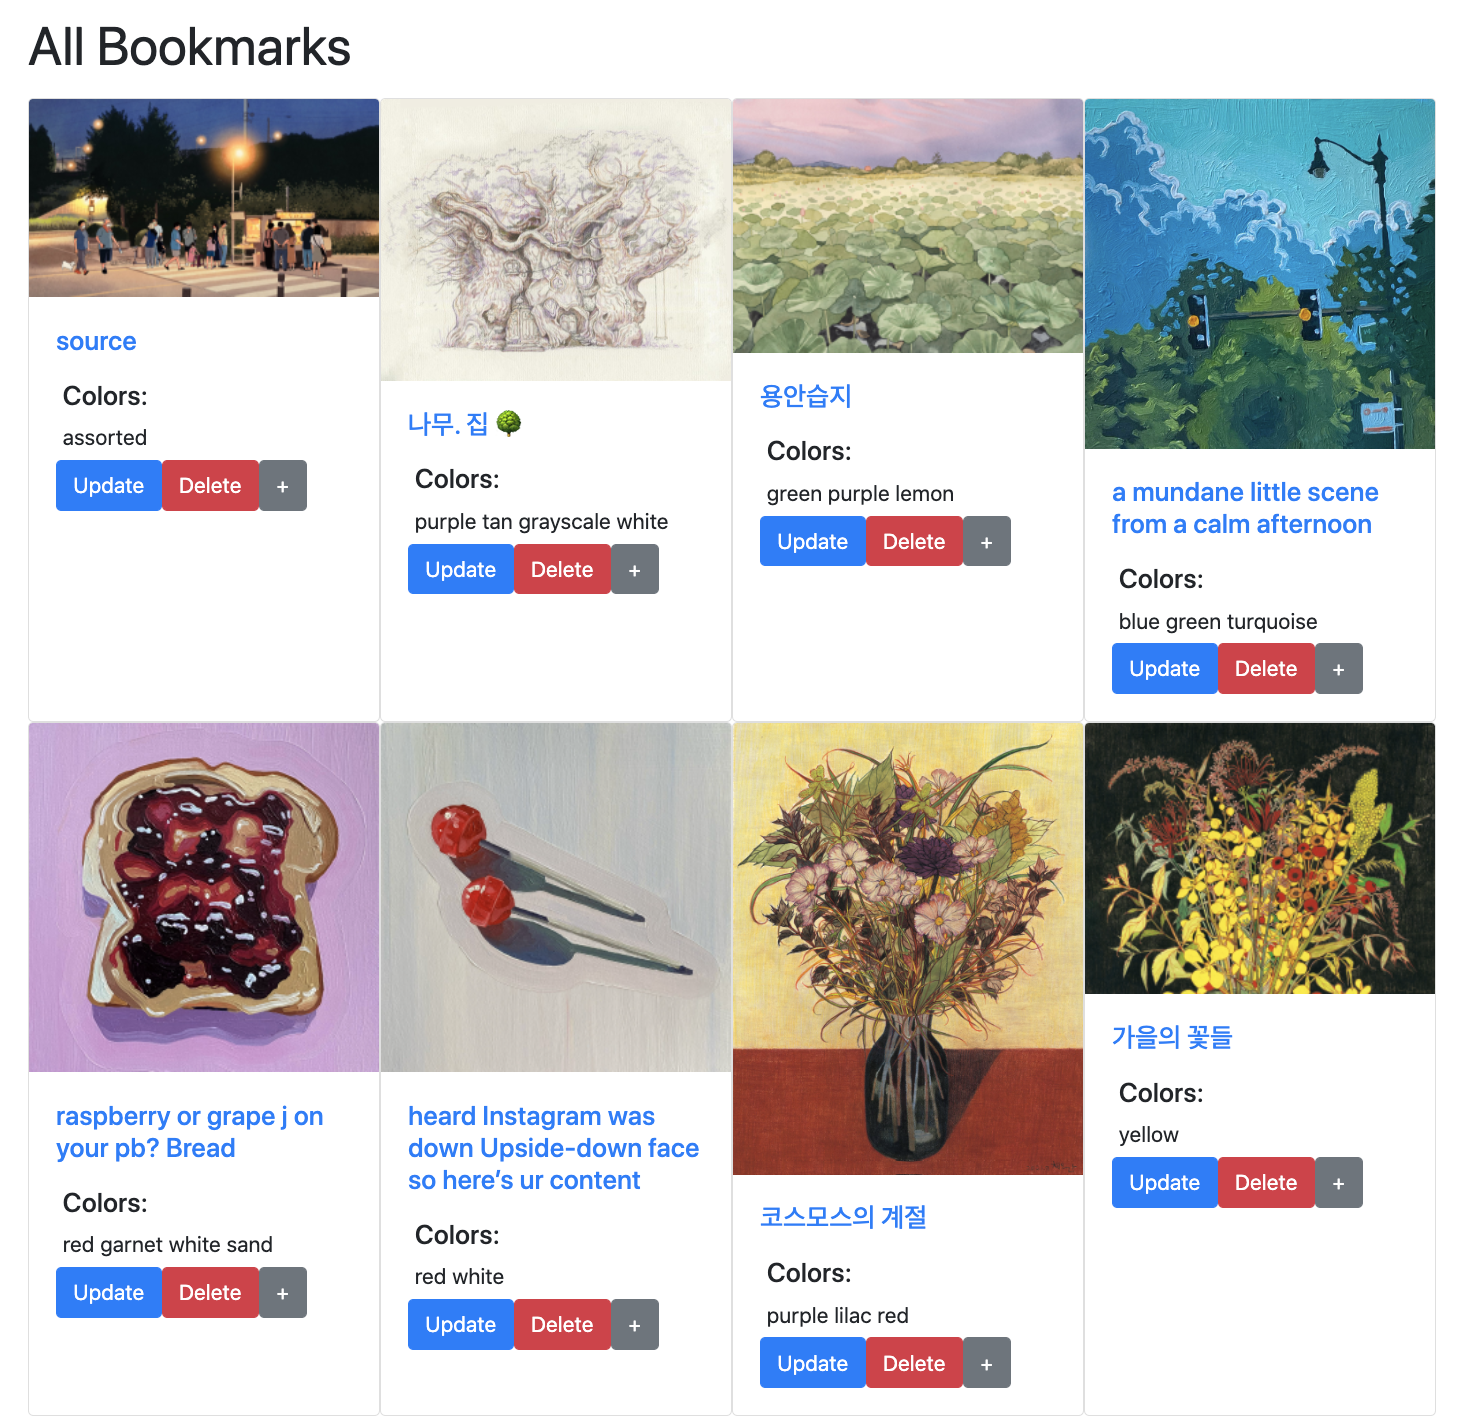 All Bookmarks
source
Colors:
assorted
Update Delete +
나무. 집 🌳
Colors:
purple tan grayscale white
Update Delete +
용안습지
Colors:
green purple lemon
Update Delete +
a mundane little scene
from a calm afternoon
Colors:
blue green turquoise
Update Delete +
raspberry or grape j on
your pb? Bread
Colors:
red garnet white sand
Update Delete +
heard Instagram was
down Upside-down face
so here's ur content
Colors:
red white
Update Delete +
코스모스의 계절
Colors:
purple lilac red
Update Delete +
가을의 꽃들
Colors:
yellow
Update Delete +